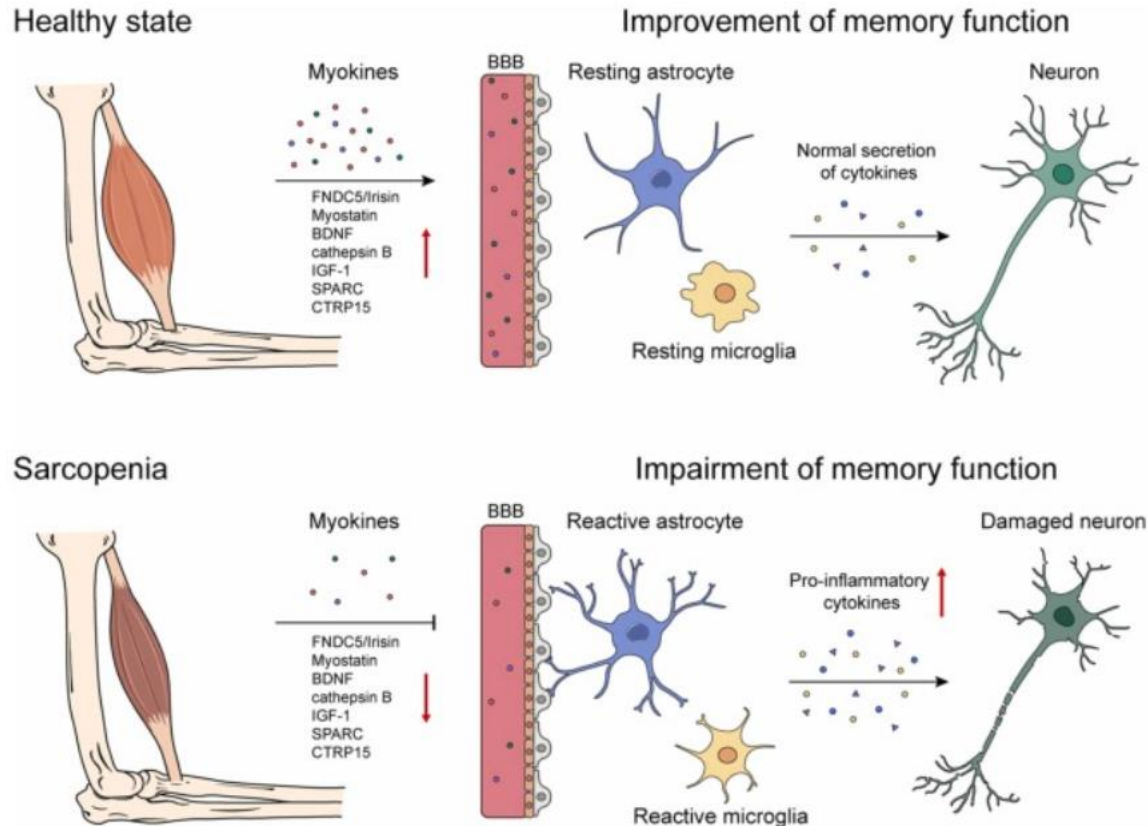 Healthy state
Improvement of memory function
Myokines
BBB
Resting astrocyte
Neuron
FNDC5/Irisin
Myostatin
BDNF
cathepsin B
IGF-1
SPARC
CTRP15
Normal secretion
of cytokines
Resting microglia
Sarcopenia
Impairment of memory function
Myokines
BBB
Reactive astrocyte
Damaged neuron
FNDC5/Irisin
Myostatin
BDNF
cathepsin B
IGF-1
SPARC
CTRP15
Pro-inflammatory
cytokines
Reactive microglia